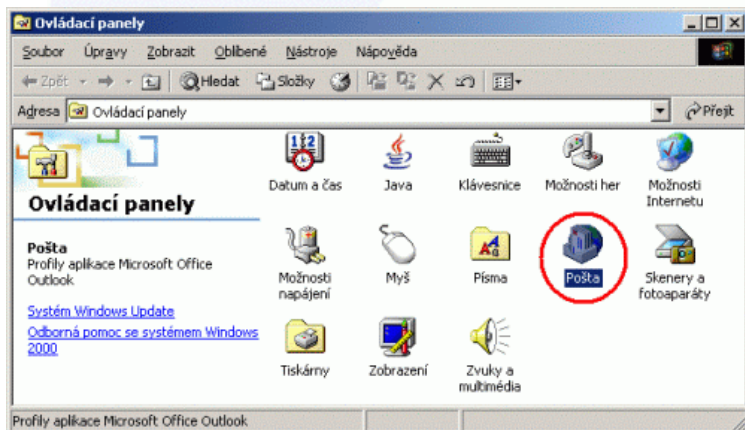 Ovládací panely
Soubor Úpravy Zobrazit Oblíbené Nástroje Nápověda
Zpět Hledat Složky
Adresa Ovládací panely Přejít
Ovládací panely
Pošta
Profily aplikace Microsoft Office
Outlook
Systém Windows Update
Odborná pomoc se systémem Windows
2000
12
Datum a čas
Java
Klávesnice
Možnosti her
Možnosti
Internetu
Možnosti
napájení
Myš
Písma
Pošta
Skenery a
fotoaparáty
Tiskárny
Zobrazení
Zvuky a
multimédia
Profily aplikace Microsoft Office Outlook